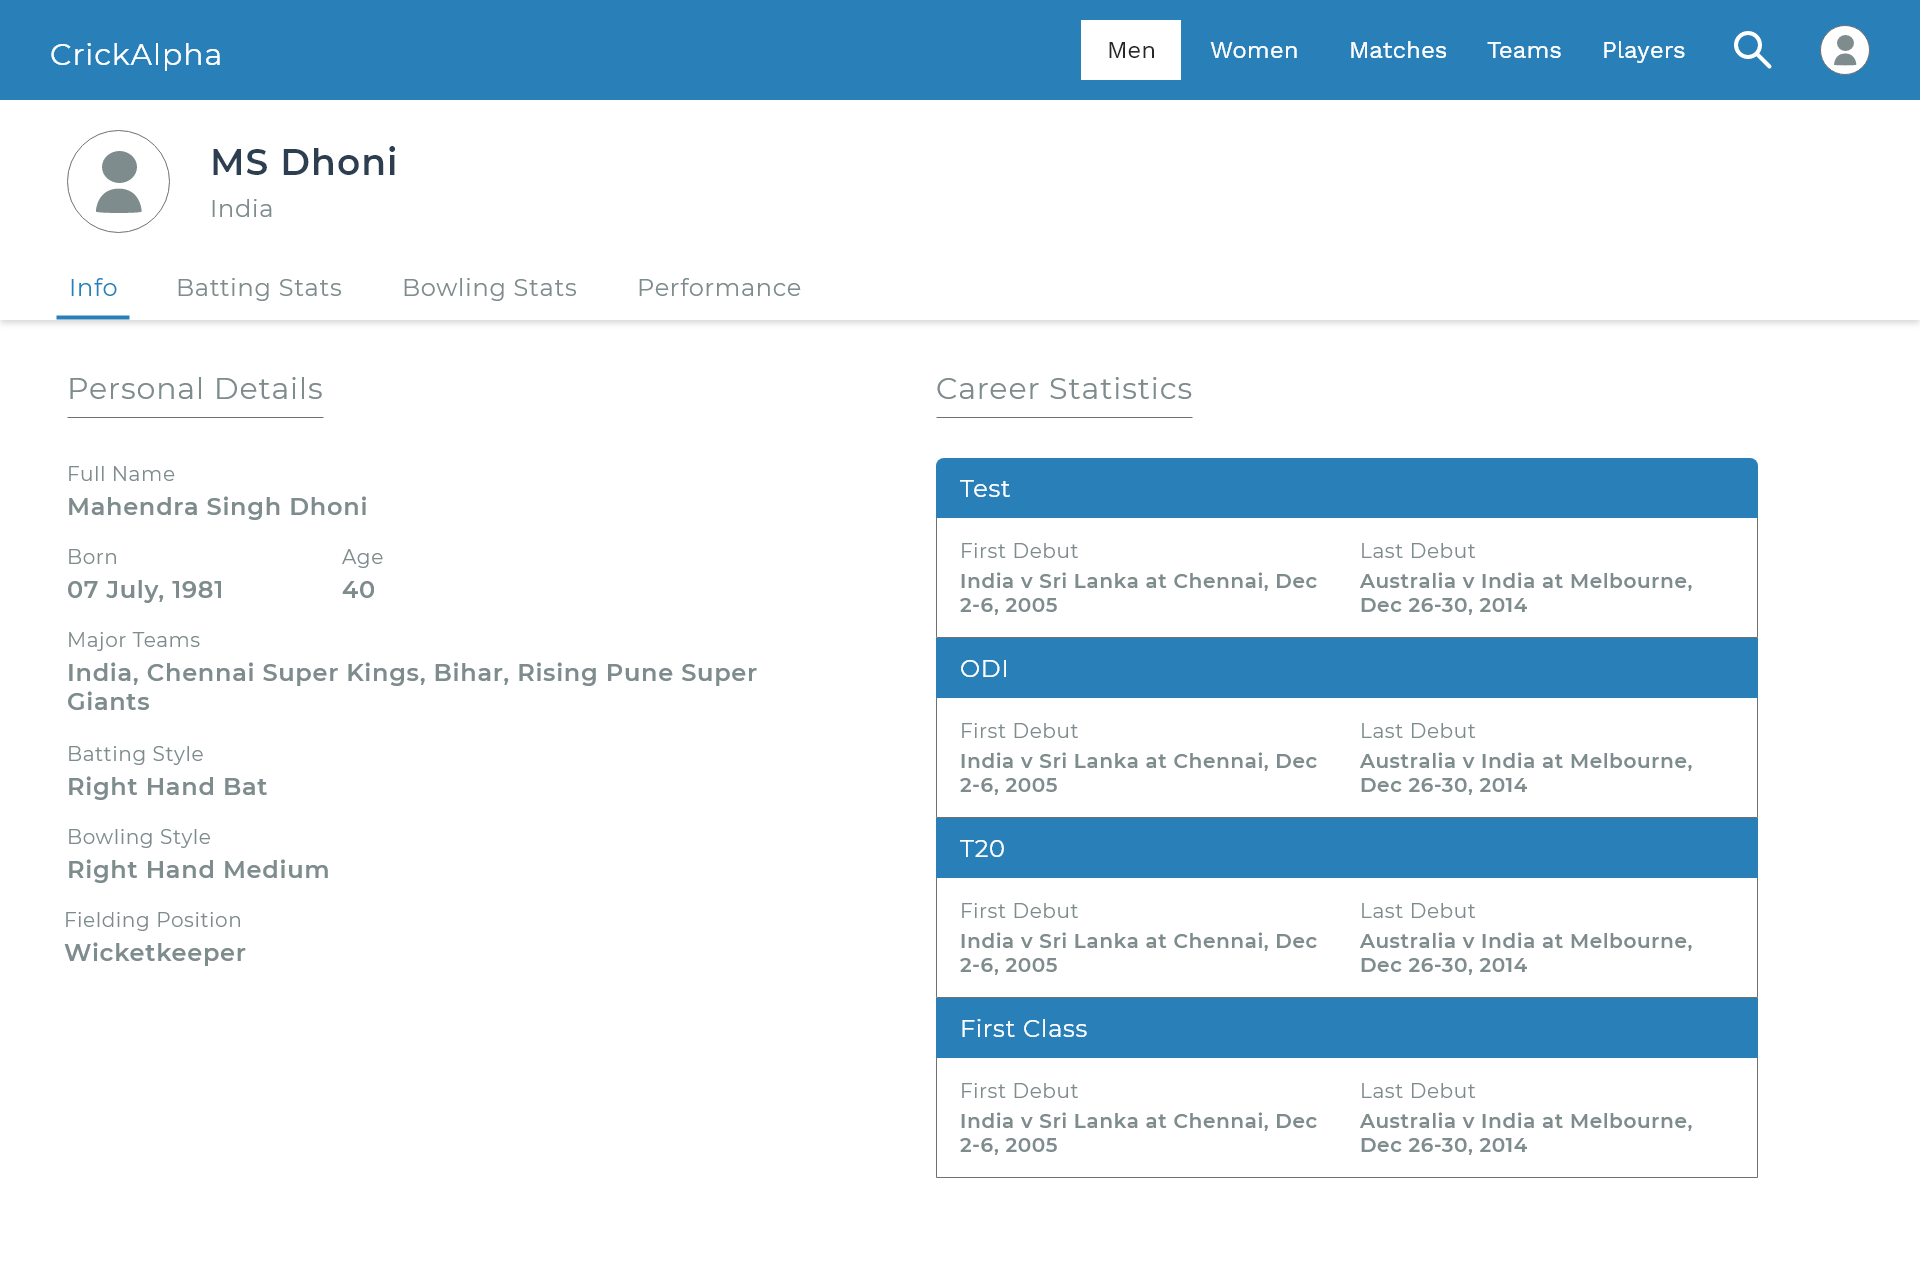 CrickAlpha
Men
Women
Matches
Teams
Players
MS Dhoni
India
Info
Batting Stats
Bowling Stats
Performance
Personal Details
Full Name
Mahendra Singh Dhoni
Born
Age
07 July, 1981
40
Major Teams
India, Chennai Super Kings, Bihar, Rising Pune Super
Giants
Batting Style
Right Hand Bat
Bowling Style
Right Hand Medium
Fielding Position
Wicketkeeper
Career Statistics
Test
First Debut
India v Sri Lanka at Chennai, Dec
2-6, 2005
Last Debut
Australia v India at Melbourne,
Dec 26-30, 2014
ODI
First Debut
India v Sri Lanka at Chennai, Dec
2-6, 2005
Last Debut
Australia v India at Melbourne,
Dec 26-30, 2014
T20
First Debut
India v Sri Lanka at Chennai, Dec
2-6, 2005
Last Debut
Australia v India at Melbourne,
Dec 26-30, 2014
First Class
First Debut
India v Sri Lanka at Chennai, Dec
2-6, 2005
Last Debut
Australia v India at Melbourne,
Dec 26-30, 2014